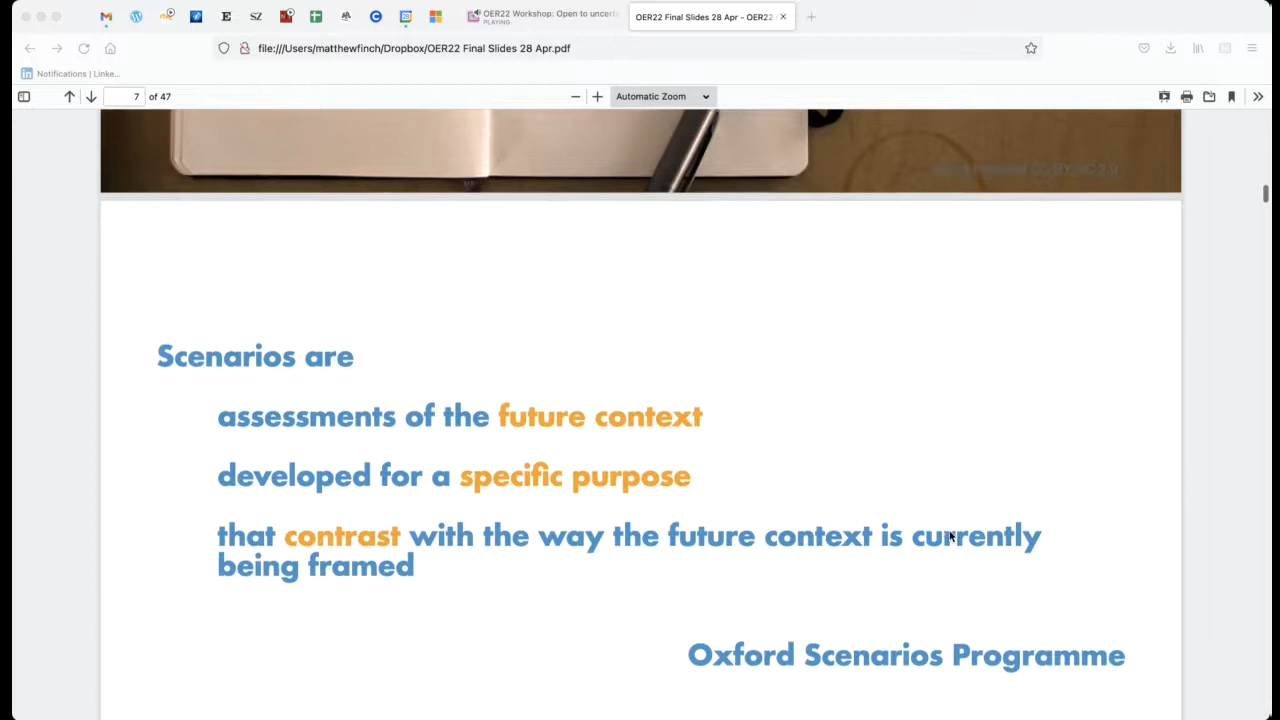 OER22 Workshop: Open to uncerta
PLAYING
OER22 Final Slides 28 Apr - OER22
file:///Users/matthewfinch/Dropbox/OER22 Final Slides 28 Apr.pdf
Notifications | Linke...
7 of 47
Automatic Zoom
Scenarios are
assessments of the future context
developed for a specific purpose
that contrast with the way the future context is currently
being framed
Oxford Scenarios Programme